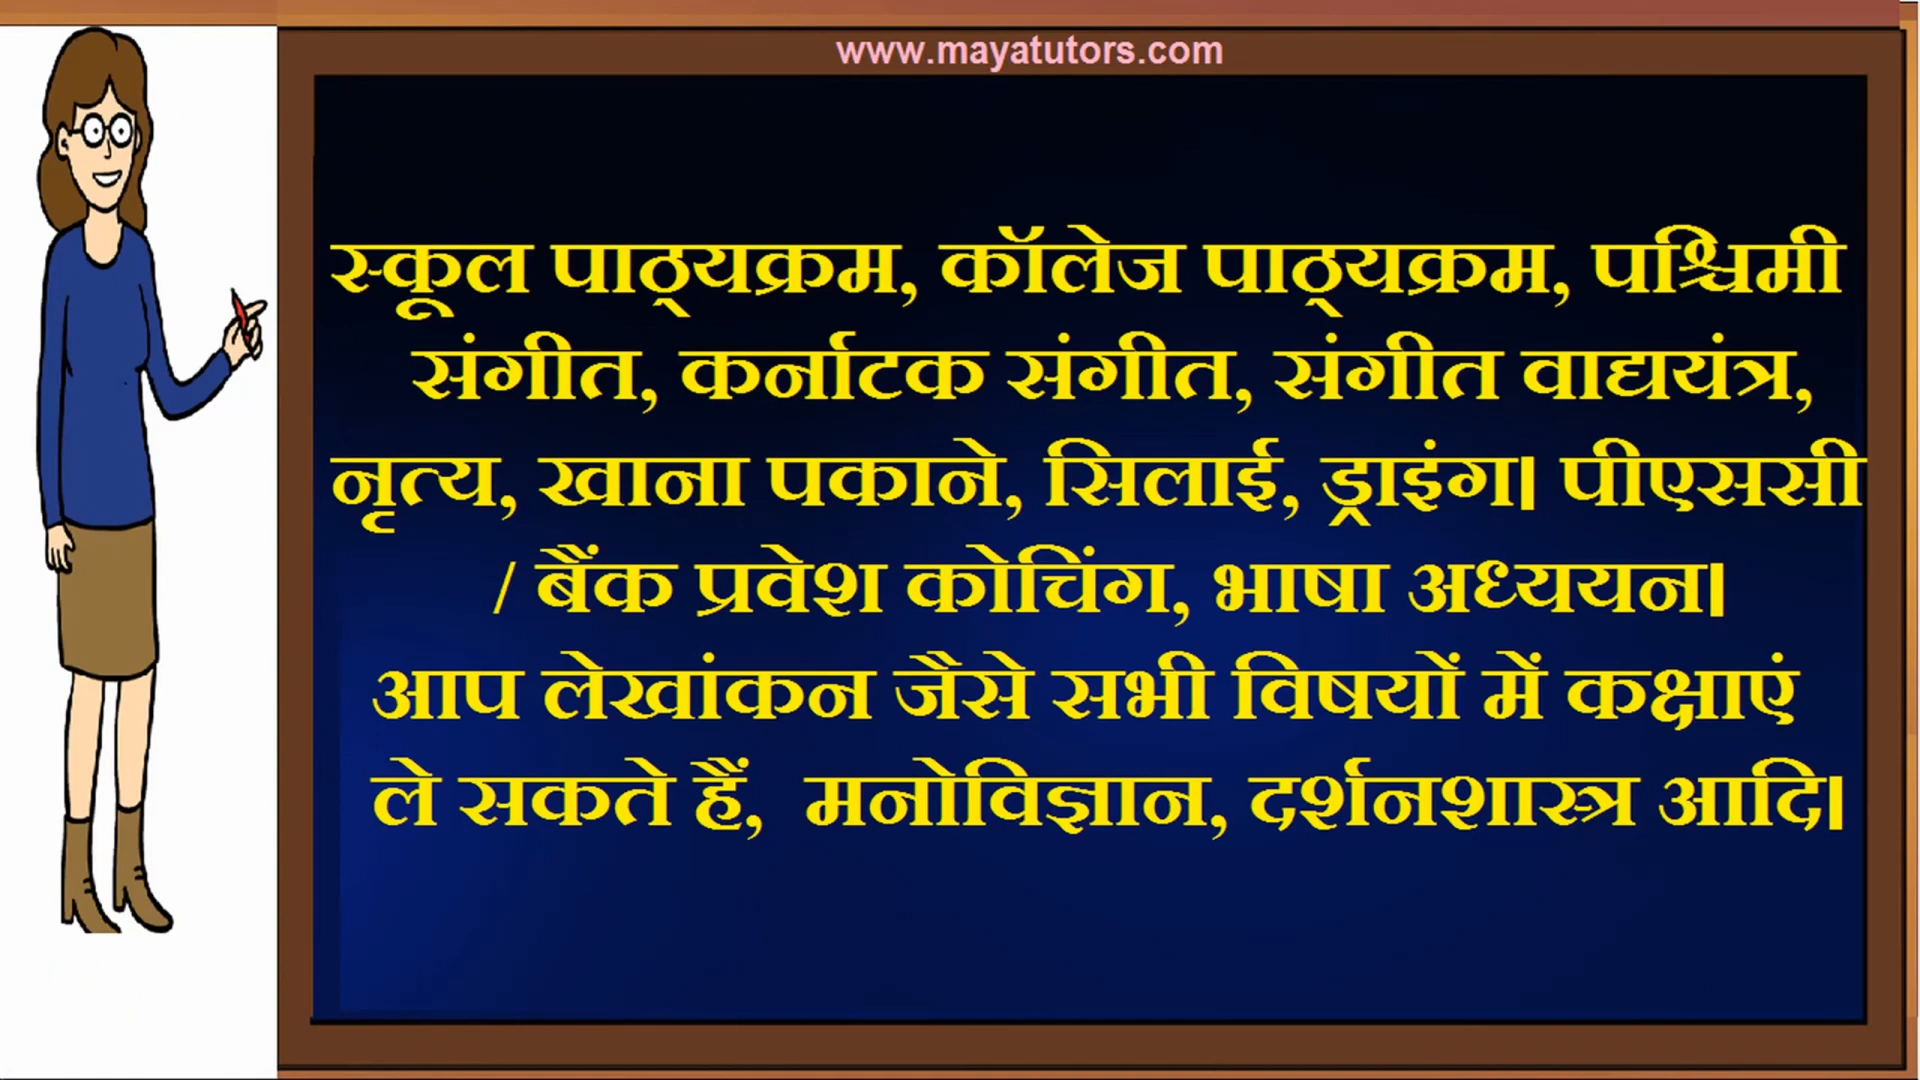 www.mayatutors.com
स्कूल पाठ्यक्रम, कॉलेज पाठ्यक्रम, पश्चिमी
संगीत, कर्नाटक संगीत, संगीत वाद्ययंत्र,
नृत्य, खाना पकाने, सिलाई, ड्राइंग। पीएससी
/ बैंक प्रवेश कोचिंग, भाषा अध्ययन।
आप लेखांकन जैसे सभी विषयों में कक्षाएं
ले सकते हैं, मनोविज्ञान, दर्शनशास्त्र आदि।